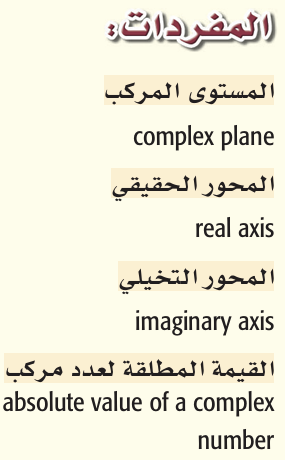 المفردات:
المستوى المركب
complex plane
المحور الحقيقي
real axis
المحور التخيلي
imaginary axis
القيمة المطلقة لعدد مركب
absolute value of a complex
number